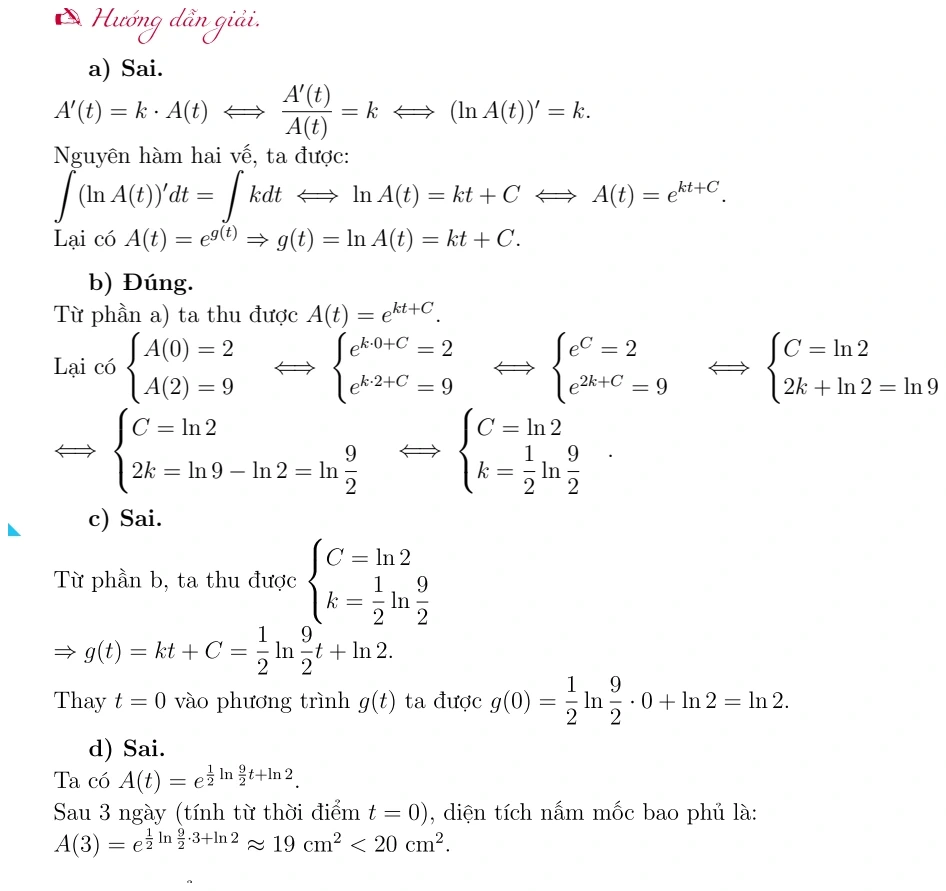 Hướng dẫn giải.
a) Sai.
A′(t) = k · A(t) ⟺ A′(t)/A(t) = k ⟺ (ln A(t))′ = k.
Nguyên hàm hai vế, ta được:
∫(ln A(t))′dt = ∫ kdt ⟺ ln A(t) = kt + C ⟺ A(t) = e^{kt+C}.
Lại có A(t) = e^{g(t)} ⇒ g(t) = ln A(t) = kt + C.
b) Đúng.
Từ phần a) ta thu được A(t) = e^{kt+C}.
Lại có { A(0) = 2; A(2) = 9 ⟺ { e^{k·0+C} = 2; e^{k·2+C} = 9 ⟺ { e^{C} = 2; e^{2k+C} = 9 ⟺ { C = ln 2; 2k + ln 2 = ln 9
⟺ { C = ln 2; 2k = ln 9 − ln 2 = ln 9/2 ⟺ { C = ln 2; k = 1/2 ln 9/2 .
c) Sai.
Từ phần b, ta thu được { C = ln 2; k = 1/2 ln 9/2
⇒ g(t) = kt + C = 1/2 ln 9/2 t + ln 2.
Thay t = 0 vào phương trình g(t) ta được g(0) = 1/2 ln 9/2 · 0 + ln 2 = ln 2.
d) Sai.
Ta có A(t) = e^{1/2 ln 9/2 t+ln 2}.
Sau 3 ngày (tính từ thời điểm t = 0), diện tích nấm mốc bao phủ là:
A(3) = e^{1/2 ln 9/2 ·3+ln 2} ≈ 19 cm² < 20 cm².